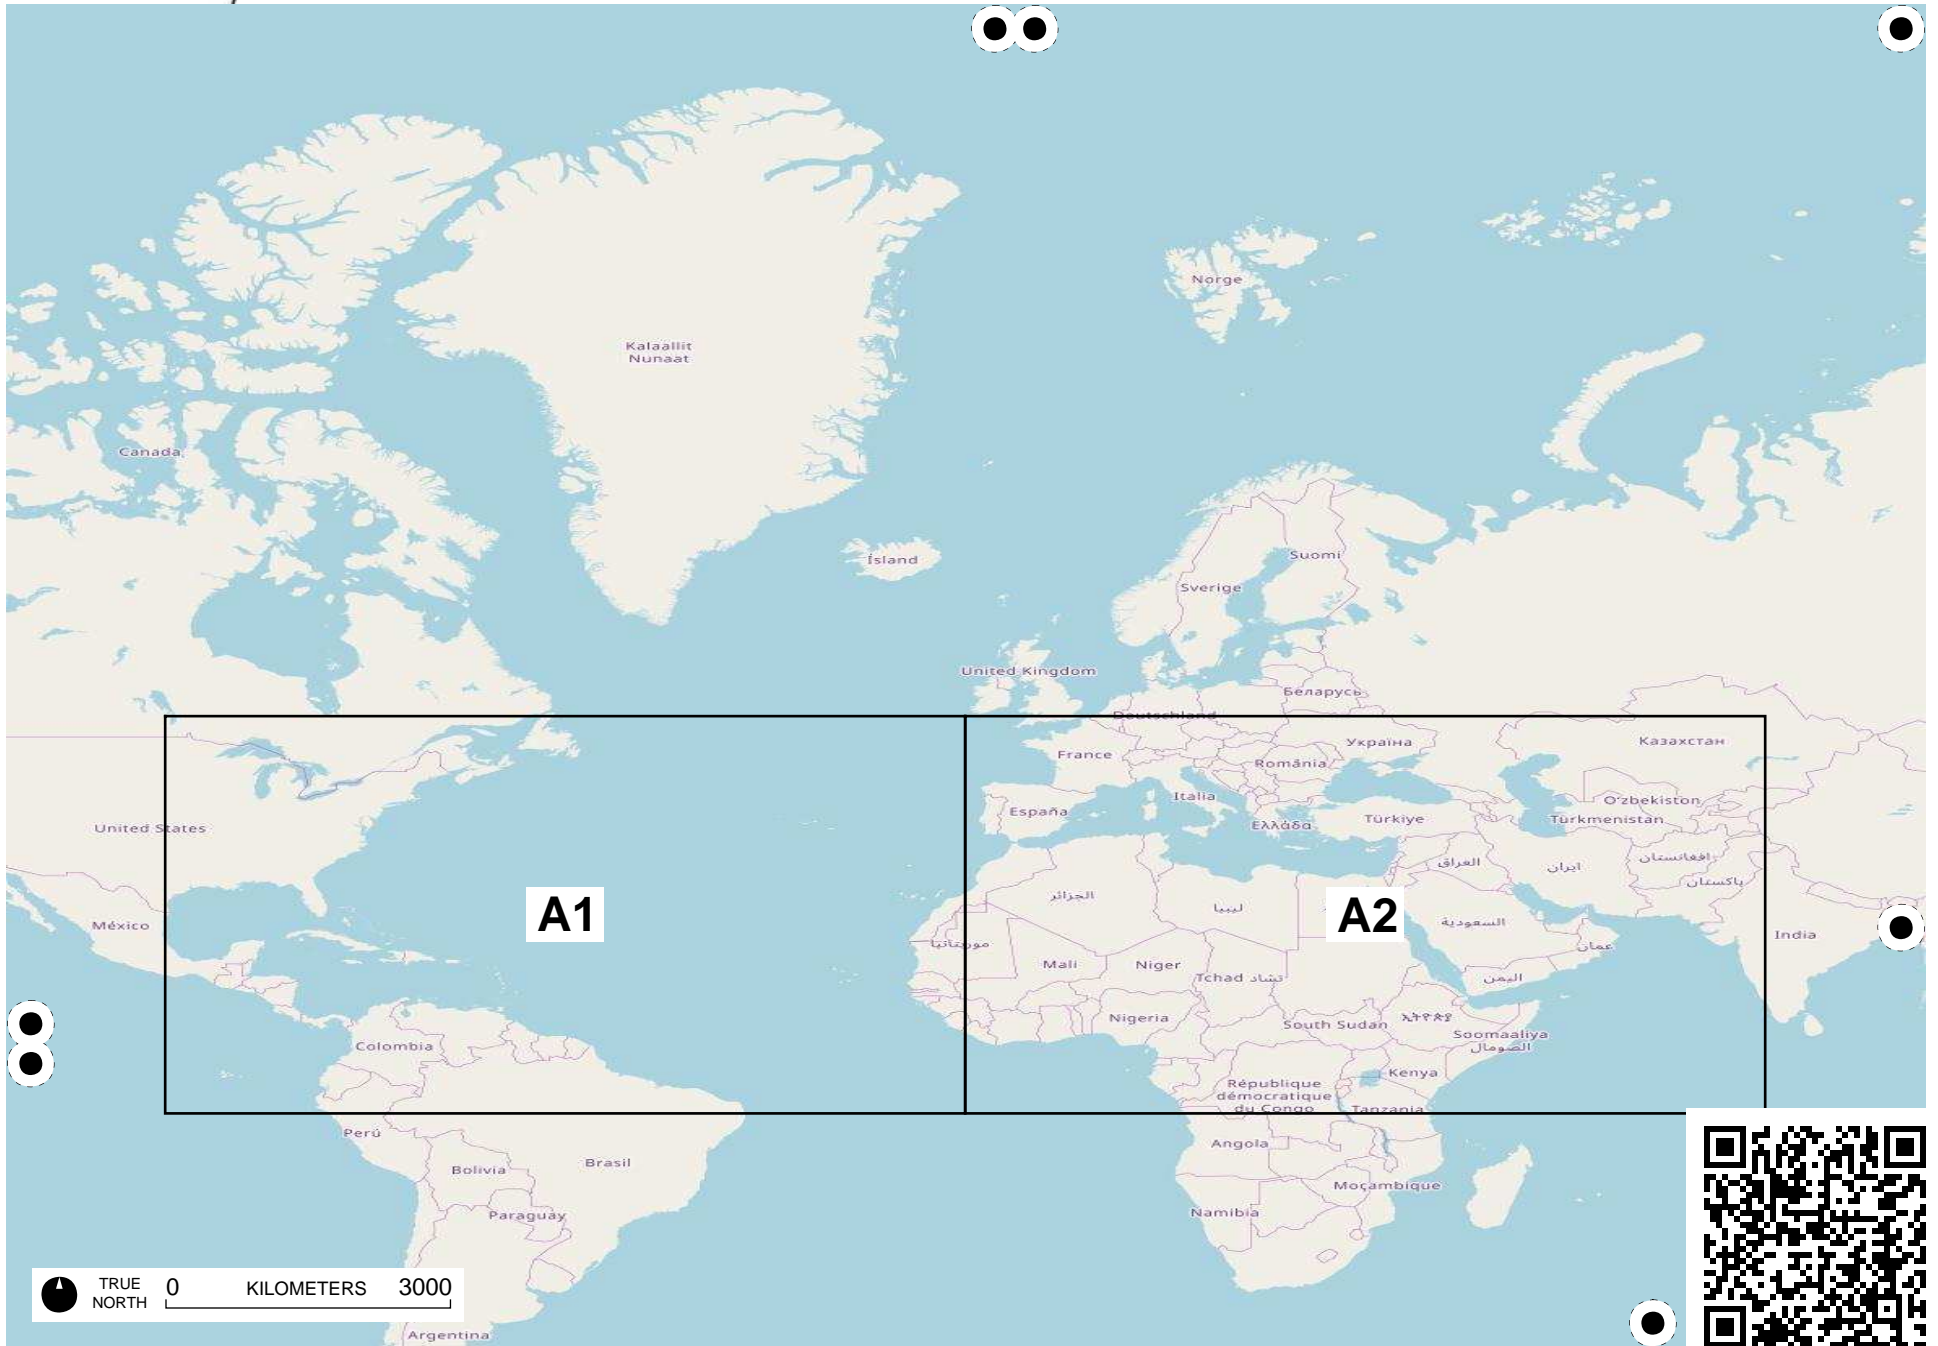 Norge
Kalaallit
Nunaat
Canada
Ísland
Suomi
Sverige
United Kingdom
Беларусь
Deutschland
Україна
Казахстан
France
România
Italia
O'zbekiston
España
Ελλάδα
Türkiye
Türkmenistan
United States
العراق
ایران
افغانستان
پاکستان
الجزائر
ليبيا
A1
A2
السعودية
México
موريتانيا
عمان
India
Mali
Niger
Tchad تشاد
اليمن
Nigeria
South Sudan
ኢትዮጵያ
Soomaaliya
الصومال
Colombia
Kenya
République
démocratique
du Congo
Tanzania
Perú
Angola
Bolivia
Brasil
Moçambique
Paraguay
Namibia
TRUE
NORTH
0 KILOMETERS 3000
Argentina